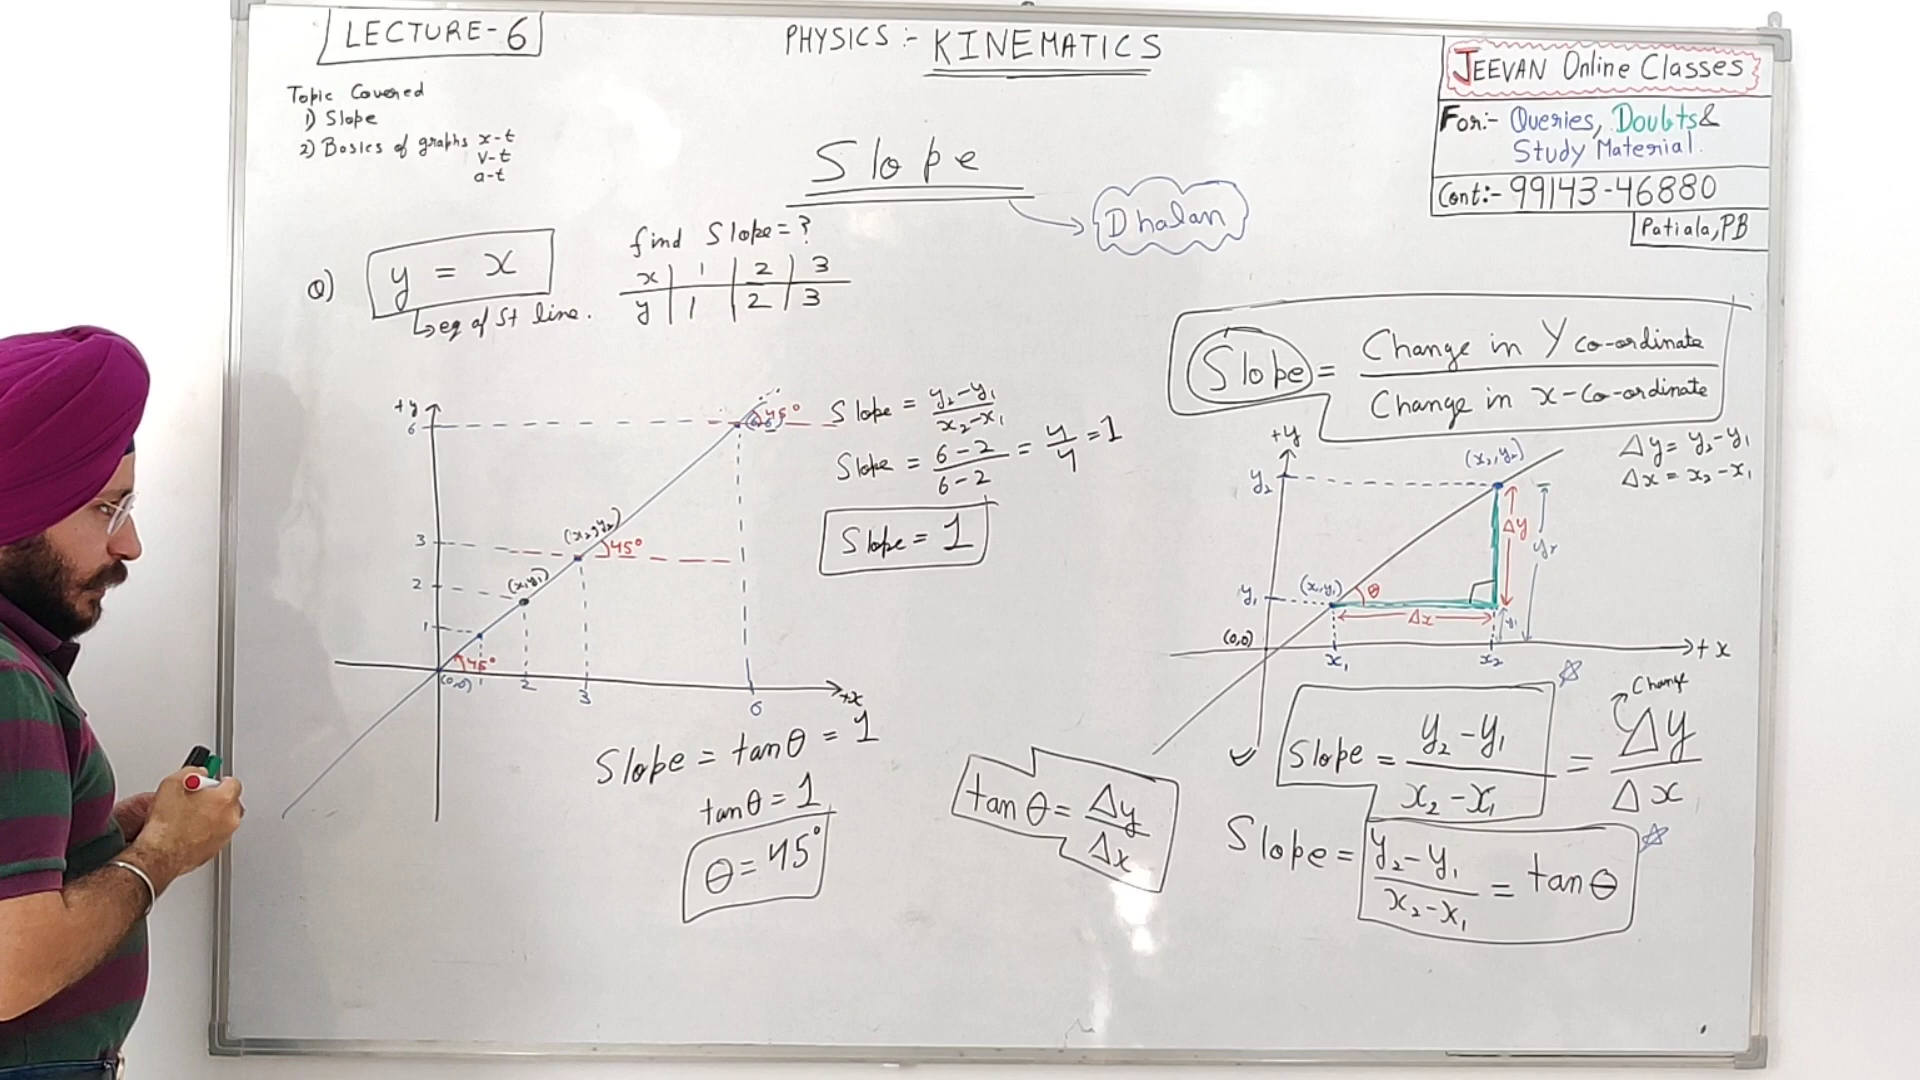 LECTURE-6
PHYSICS :- KINEMATICS
JEEVAN Online Classes
For:- Queries, Doubts &
Study Material.
Cont:- 99143-46880
Patiala, PB
Topic Covered
1) Slope
2) Basics of graphs x-t
v-t
a-t
Slope
Dhalan
Q) y = x
eq of St line.
find Slope = ?
x | 1 | 2 | 3
y | 1 | 2 | 3
Slope = Change in Y co-ordinate
Change in x-Co-ordinate
+y
6
(6,6)
45°
3
(x₂,y₂)
45°
2
(x₁,y₁)
1
45°
(0,0)
1 2 3 6
+x
Slope = y₂-y₁
x₂-x₁
Slope = 6-2 = 4 = 1
6-2 4
Slope = 1
Slope = tanθ = 1
tanθ = 1
θ = 45°
+y
y₂
(x₂,y₂)
Δy = y₂-y₁
Δx = x₂-x₁
Δy
y₂
y₁
(x₁,y₁)
θ
Δx
y₁
(0,0)
x₁ x₂
+x
tanθ = Δy
Δx
Slope = y₂-y₁ = Δy
x₂-x₁ Δx
Change
Slope = y₂-y₁ = tanθ
x₂-x₁